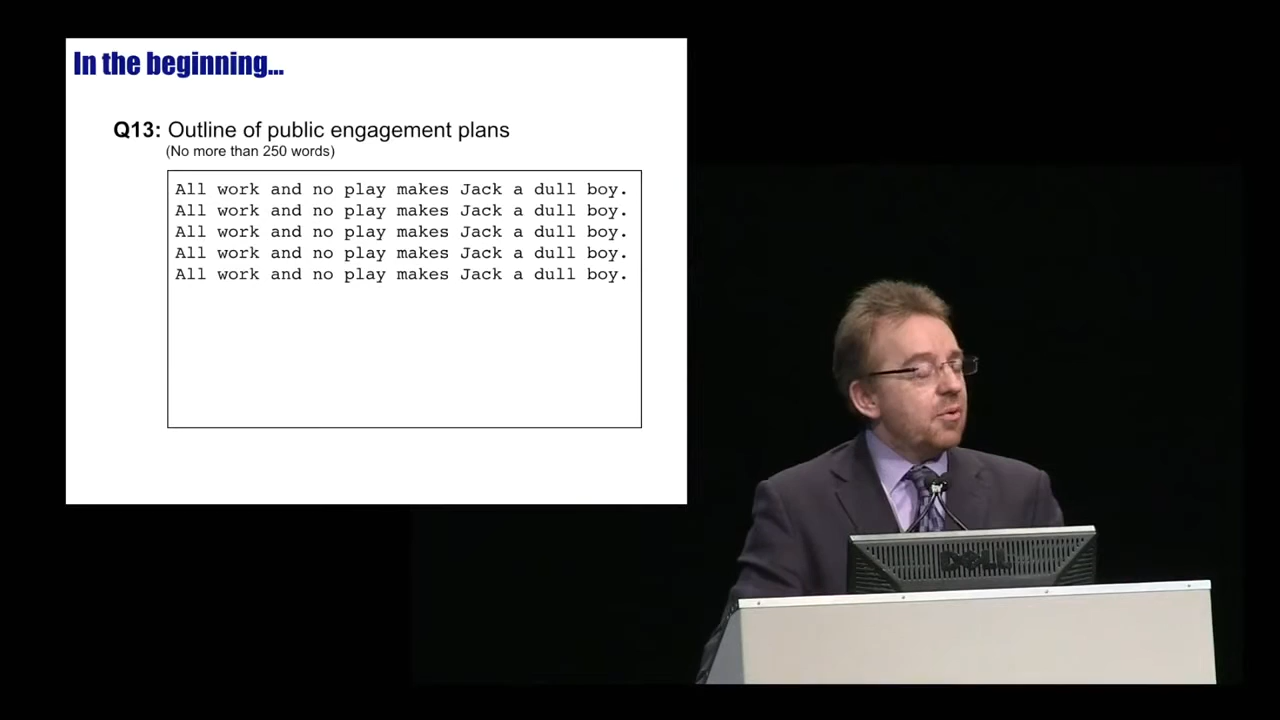 In the beginning...
Q13: Outline of public engagement plans
(No more than 250 words)
All work and no play makes Jack a dull boy.
All work and no play makes Jack a dull boy.
All work and no play makes Jack a dull boy.
All work and no play makes Jack a dull boy.
All work and no play makes Jack a dull boy.
DELL